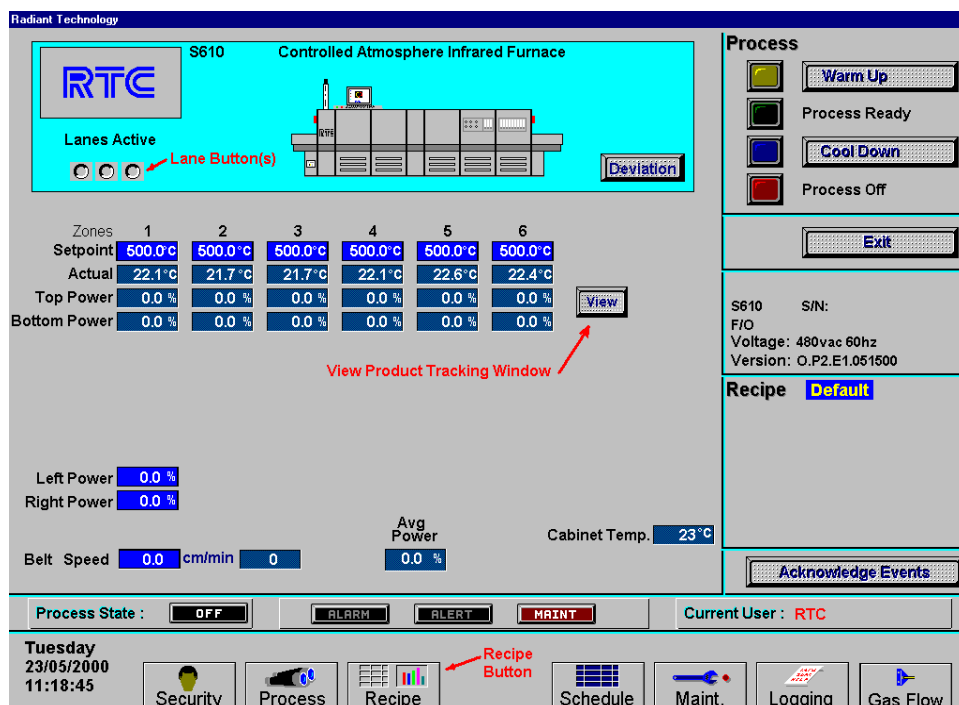 Radiant Technology
S610 Controlled Atmosphere Infrared Furnace
RTC
RTC
Lanes Active
Lane Button(s)
Deviation
Zones 1 2 3 4 5 6
Setpoint 500.0°C 500.0°C 500.0°C 500.0°C 500.0°C 500.0°C
Actual 22.1°C 21.7°C 21.7°C 22.1°C 22.6°C 22.4°C
Top Power 0.0 % 0.0 % 0.0 % 0.0 % 0.0 % 0.0 %
Bottom Power 0.0 % 0.0 % 0.0 % 0.0 % 0.0 % 0.0 %
View
View Product Tracking Window
Left Power 0.0 %
Right Power 0.0 %
Belt Speed 0.0 cm/min 0
Avg
Power
0.0 %
Cabinet Temp. 23°C
Process
Warm Up
Process Ready
Cool Down
Process Off
Exit
S610 S/N:
F/O
Voltage: 480vac 60hz
Version: O.P2.E1.051500
Recipe Default
Acknowledge Events
Process State : OFF ALARM ALERT MAINT Current User : RTC
Tuesday
23/05/2000
11:18:45
Recipe
Button
Security Process Recipe Schedule Maint. Logging Gas Flow